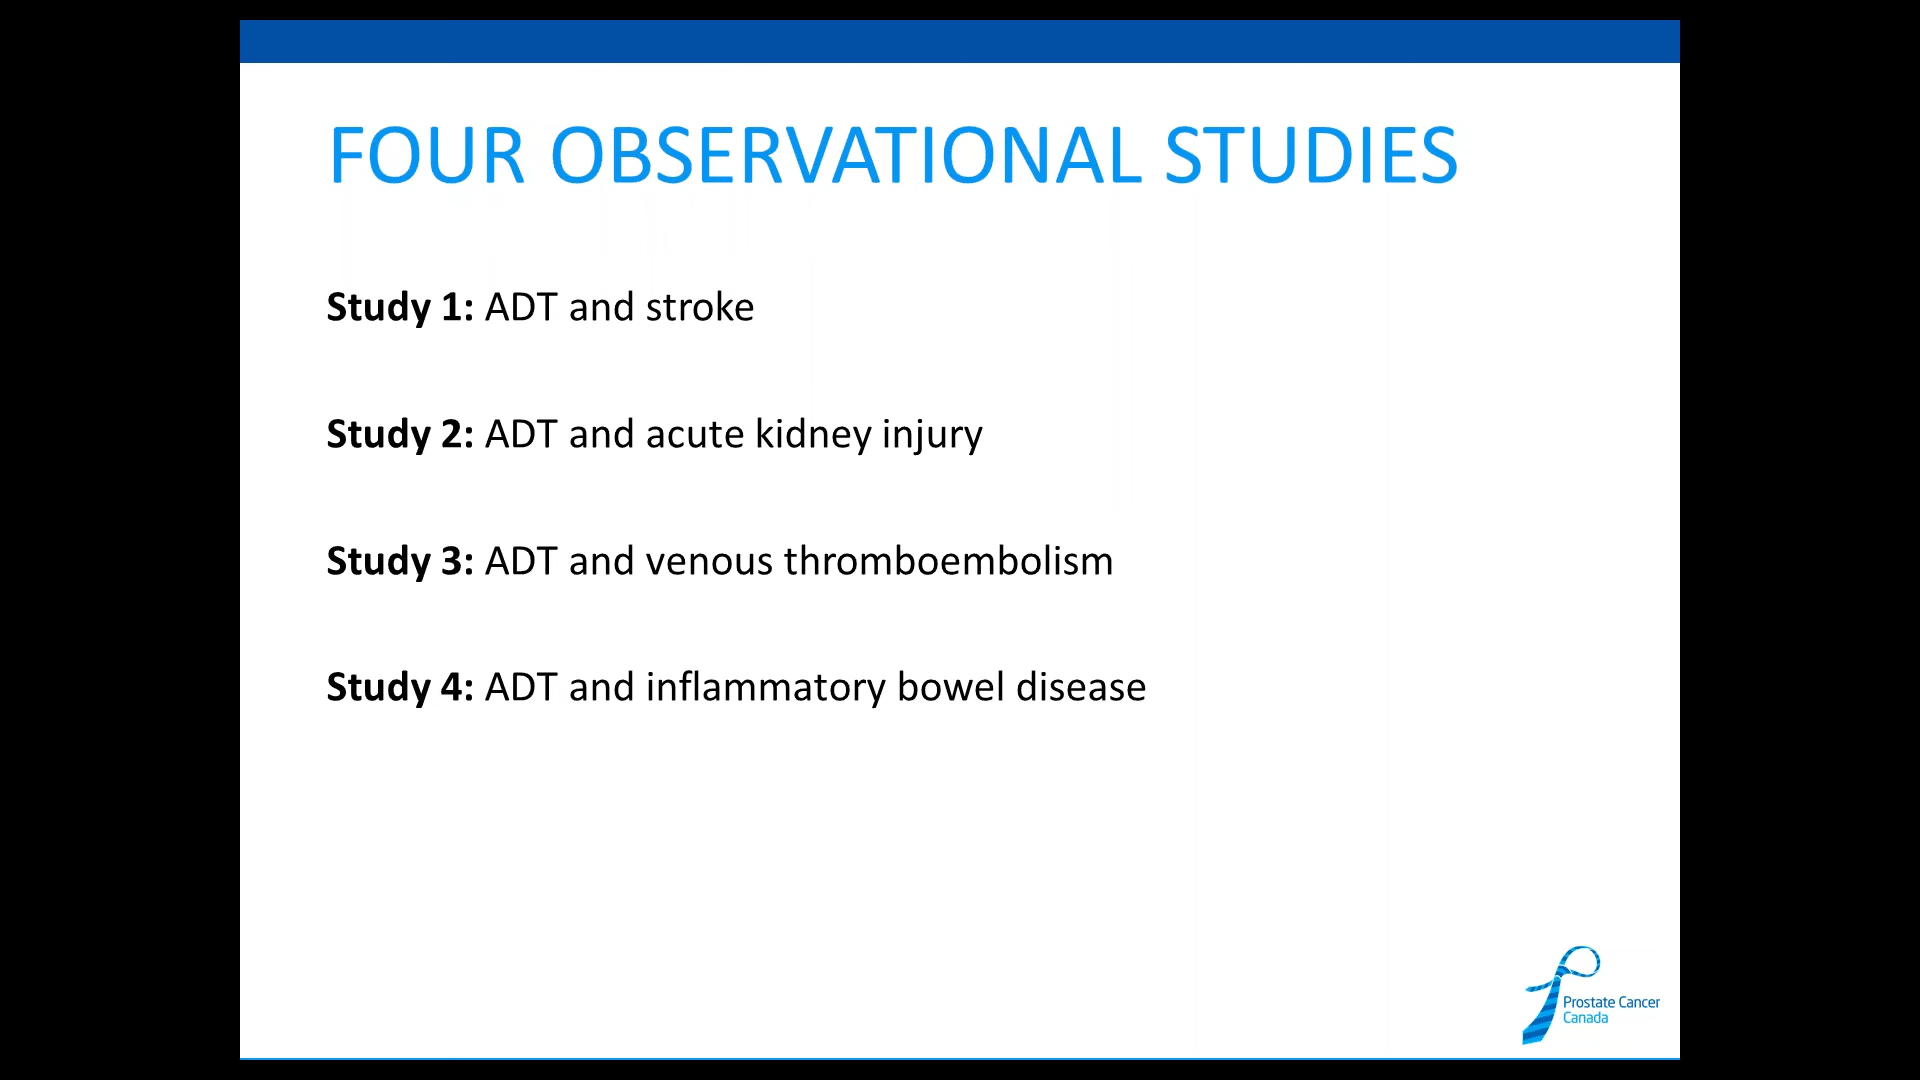 FOUR OBSERVATIONAL STUDIES
Study 1: ADT and stroke
Study 2: ADT and acute kidney injury
Study 3: ADT and venous thromboembolism
Study 4: ADT and inflammatory bowel disease
Prostate Cancer
Canada